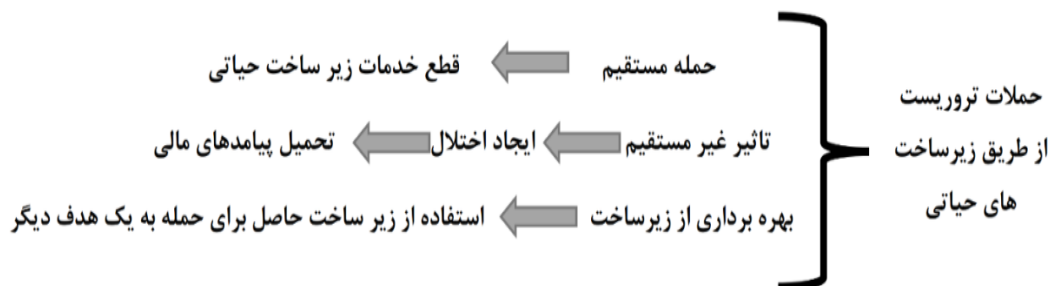 حملات تروریست
از طریق زیرساخت
های حیاتی
حمله مستقیم
قطع خدمات زیر ساخت حیاتی
تاثیر غیر مستقیم
ایجاد اختلال
تحمیل پیامدهای مالی
بهره برداری از زیرساخت
استفاده از زیر ساخت حاصل برای حمله به یک هدف دیگر